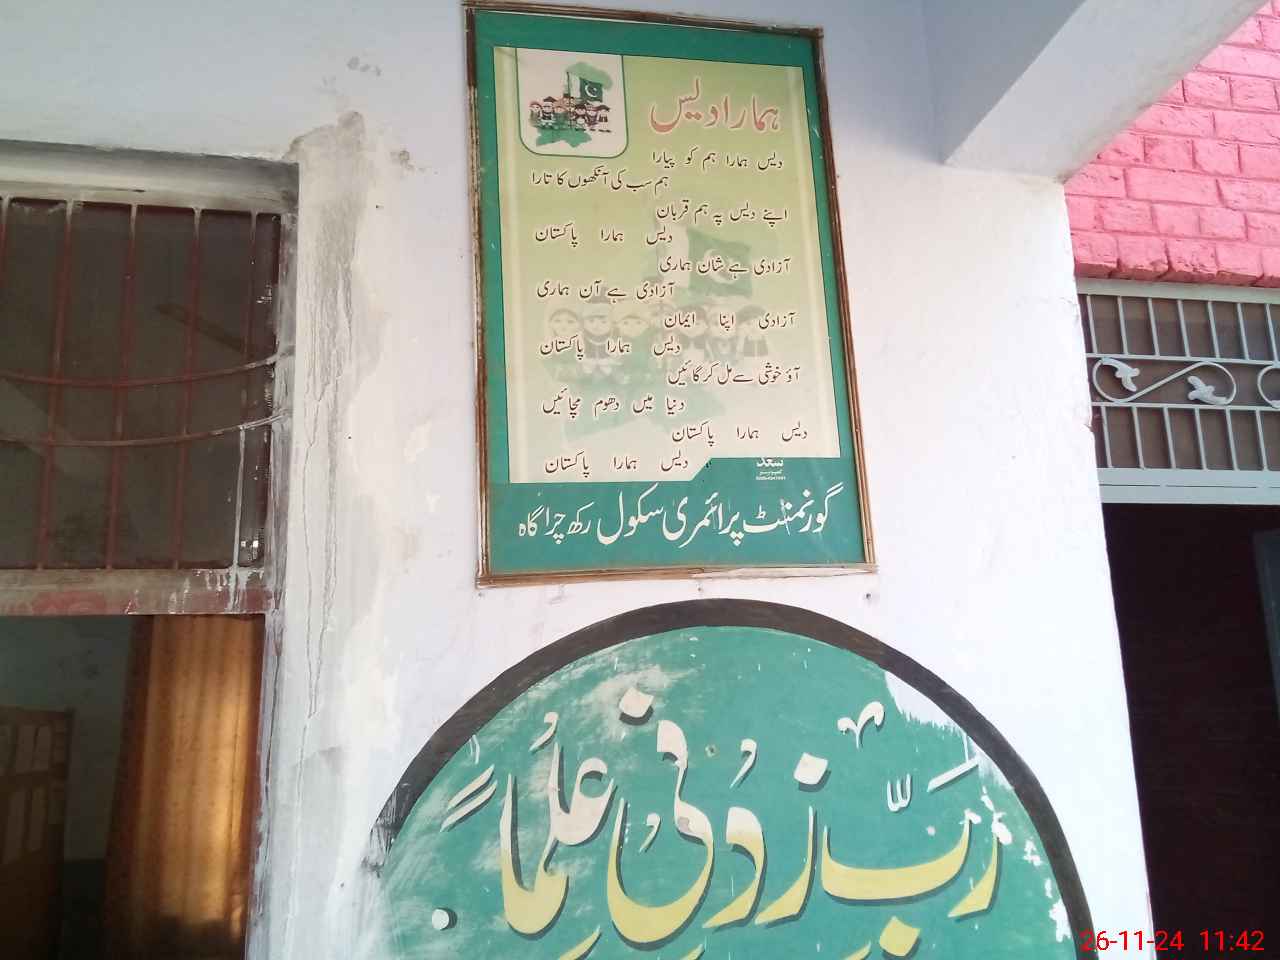 ہمارا دیس
دیس ہمارا ہم کو پیارا
ہم سب کی آنکھوں کا تارا
اپنے دیس پہ ہم قربان
دیس ہمارا پاکستان
آزادی ہے شان ہماری
آزادی ہے آن ہماری
آزادی اپنا ایمان
دیس ہمارا پاکستان
آؤ خوشی سے مل کر گائیں
دنیا میں دھوم مچائیں
دیس ہمارا پاکستان
دیس ہمارا پاکستان
سعد
گورنمنٹ پرائمری سکول رکھ چراگاہ
رَبِّ زِدْنِی عِلْمًا
26-11-24 11:42